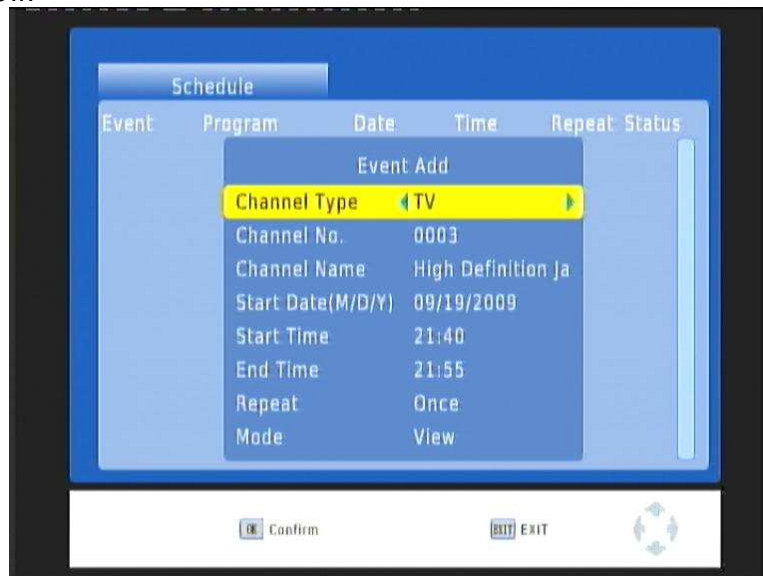 Schedule
Event Program Date Time Repeat Status
Event Add
Channel Type TV
Channel No. 0003
Channel Name High Definition Ja
Start Date(M/D/Y) 09/19/2009
Start Time 21:40
End Time 21:55
Repeat Once
Mode View
OK Confirm EXIT EXIT